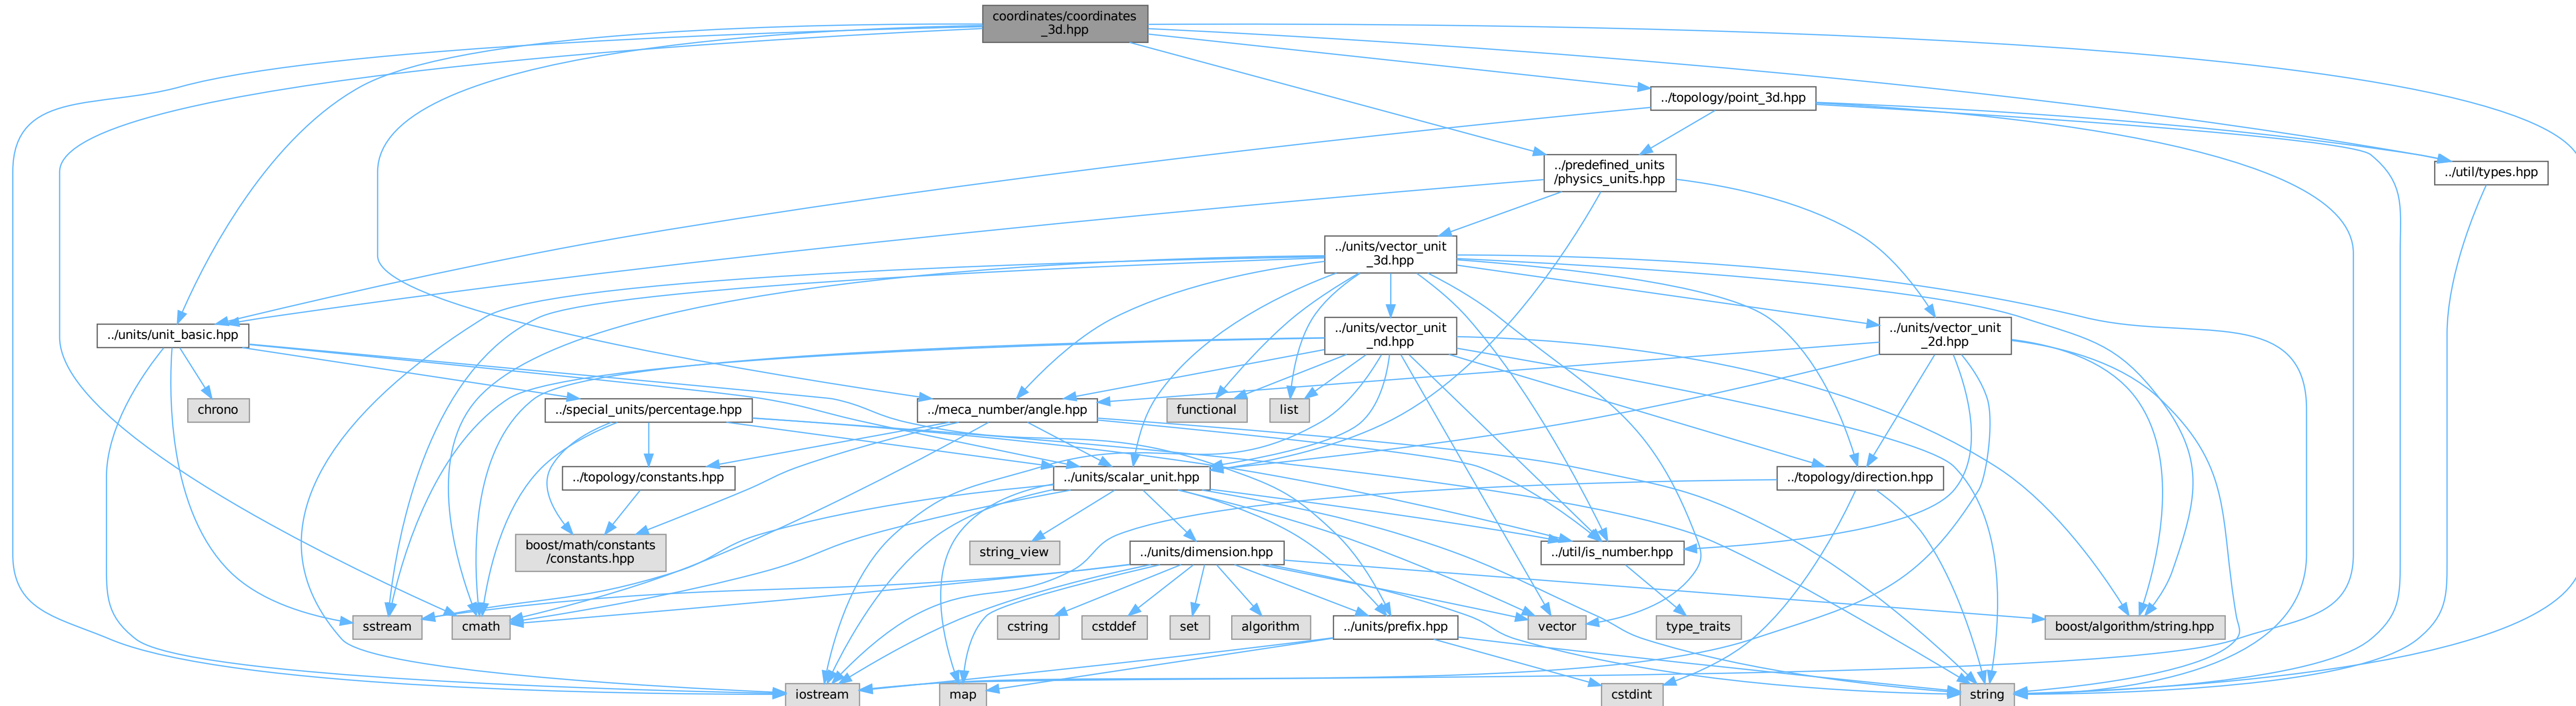 coordinates/coordinates
_3d.hpp
../topology/point_3d.hpp
../predefined_units
/physics_units.hpp
../util/types.hpp
../units/vector_unit
_3d.hpp
../units/unit_basic.hpp
../units/vector_unit
_nd.hpp
../units/vector_unit
_2d.hpp
chrono
../special_units/percentage.hpp
../meca_number/angle.hpp
functional
list
../topology/constants.hpp
../units/scalar_unit.hpp
../topology/direction.hpp
boost/math/constants
/constants.hpp
string_view
../units/dimension.hpp
../util/is_number.hpp
sstream
cmath
cstring
cstddef
set
algorithm
../units/prefix.hpp
vector
type_traits
boost/algorithm/string.hpp
iostream
map
cstdint
string